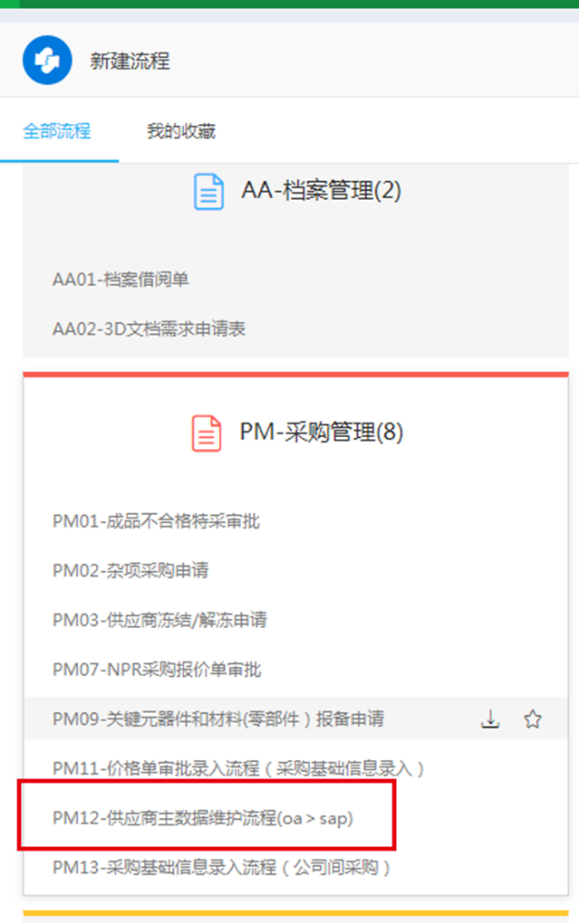 新建流程
全部流程 我的收藏
AA-档案管理(2)
AA01-档案借阅单
AA02-3D文档需求申请表
PM-采购管理(8)
PM01-成品不合格特采审批
PM02-杂项采购申请
PM03-供应商冻结/解冻申请
PM07-NPR采购报价单审批
PM09-关键元器件和材料(零部件）报备申请
PM11-价格单审批录入流程（采购基础信息录入）
PM12-供应商主数据维护流程(oa > sap)
PM13-采购基础信息录入流程（公司间采购）